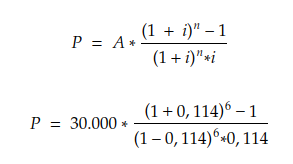 P = A * (1 + i)ⁿ − 1 / (1 + i)ⁿ*i
P = 30.000 * (1 + 0, 114)⁶ − 1 / (1 − 0, 114)⁶*0, 114